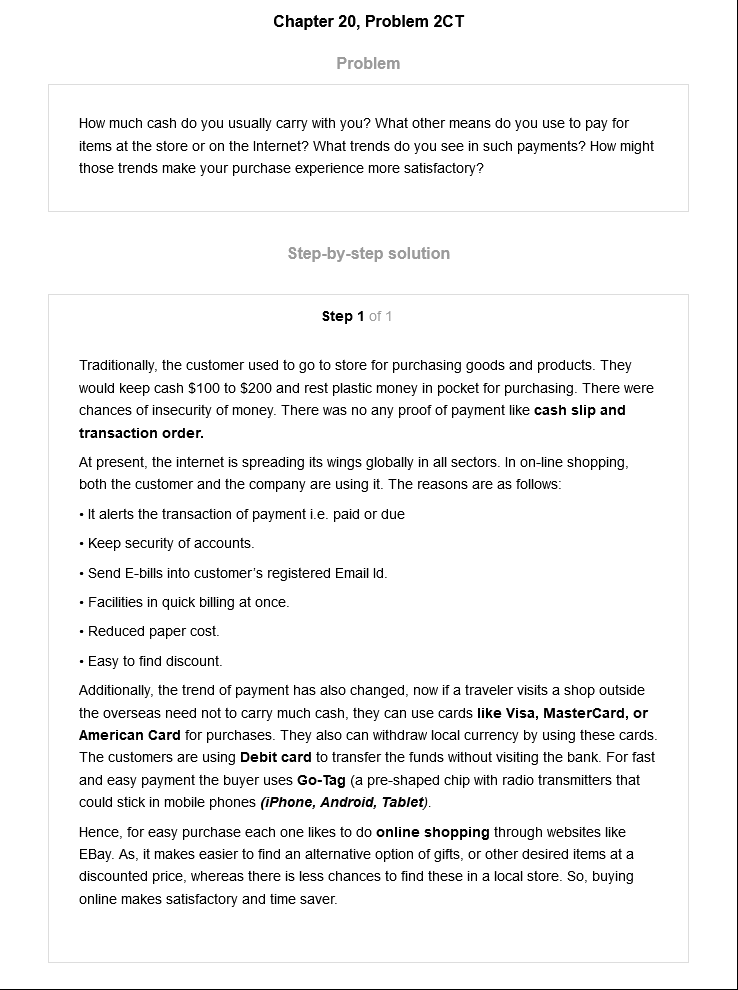 Chapter 20, Problem 2CT
Problem
How much cash do you usually carry with you? What other means do you use to pay for
items at the store or on the Internet? What trends do you see in such payments? How might
those trends make your purchase experience more satisfactory?
Step-by-step solution
Step 1 of 1
Traditionally, the customer used to go to store for purchasing goods and products. They
would keep cash $100 to $200 and rest plastic money in pocket for purchasing. There were
chances of insecurity of money. There was no any proof of payment like cash slip and
transaction order.
At present, the internet is spreading its wings globally in all sectors. In on-line shopping,
both the customer and the company are using it. The reasons are as follows:
• It alerts the transaction of payment i.e. paid or due
• Keep security of accounts.
• Send E-bills into customer’s registered Email Id.
• Facilities in quick billing at once.
• Reduced paper cost.
• Easy to find discount.
Additionally, the trend of payment has also changed, now if a traveler visits a shop outside
the overseas need not to carry much cash, they can use cards like Visa, MasterCard, or
American Card for purchases. They also can withdraw local currency by using these cards.
The customers are using Debit card to transfer the funds without visiting the bank. For fast
and easy payment the buyer uses Go-Tag (a pre-shaped chip with radio transmitters that
could stick in mobile phones (iPhone, Android, Tablet).
Hence, for easy purchase each one likes to do online shopping through websites like
EBay. As, it makes easier to find an alternative option of gifts, or other desired items at a
discounted price, whereas there is less chances to find these in a local store. So, buying
online makes satisfactory and time saver.